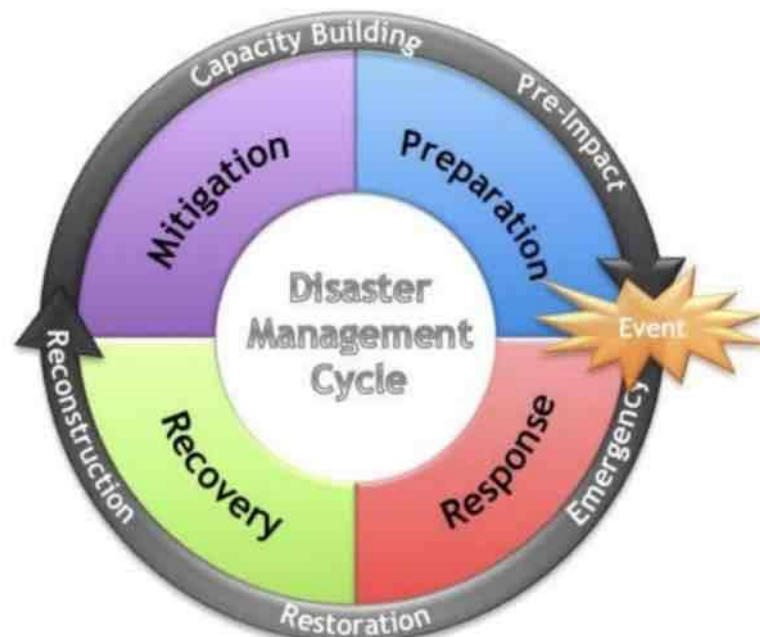 Capacity Building
Pre-Impact
Mitigation
Preparation
Disaster
Management
Cycle
Event
Reconstruction
Recovery
Response
Emergency
Restoration